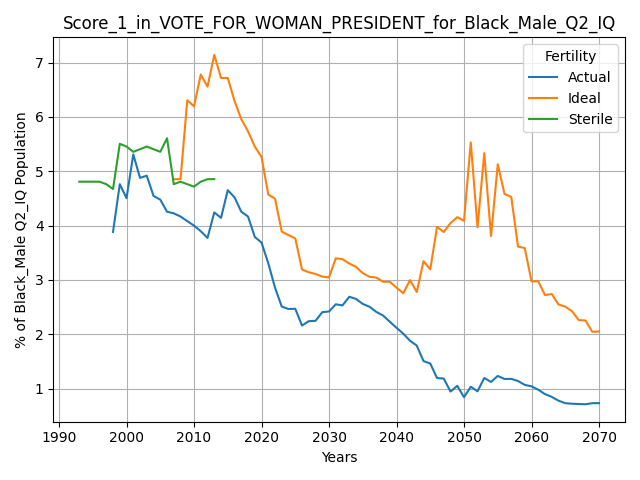 Score_1_in_VOTE_FOR_WOMAN_PRESIDENT_for_Black_Male_Q2_IQ
Fertility
Actual
Ideal
Sterile
% of Black_Male Q2_IQ Population
7
6
5
4
3
2
1
1990 2000 2010 2020 2030 2040 2050 2060 2070
Years